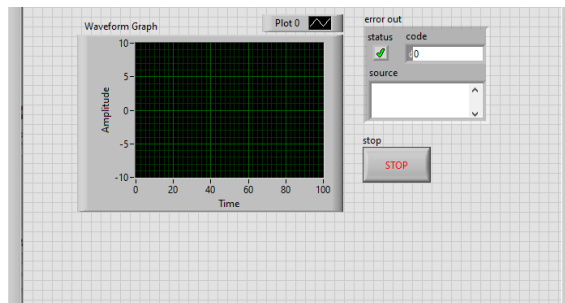 Waveform Graph
Plot 0
10
5
0
-5
-10
Amplitude
0 20 40 60 80 100
Time
error out
status code
0
source
stop
STOP